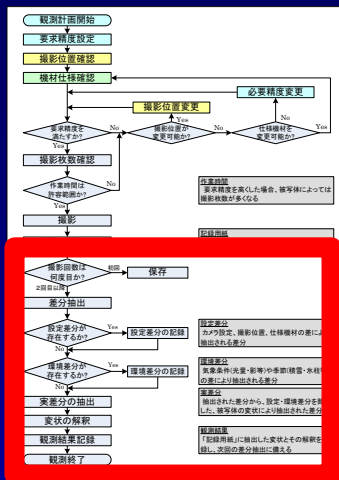 観測計画開始
要求精度設定
撮影位置確認
機材仕様確認
必要精度変更
撮影位置変更
Yes
No
要求精度を
満たすか?
No
撮影位置が
変更可能か?
No
仕様機材を
変更可能か?
Yes
Yes
撮影枚数確認
作業時間は
許容範囲か?
No
Yes
作業時間
要求精度を高くした場合、被写体によっては
撮影枚数が多くなる
撮影
記録用紙
撮影回数は
何度目か?
初回
保存
2回目以降
差分抽出
設定差分が
存在するか?
Yes
設定差分の記録
No
設定差分
カメラ設定、撮影位置、仕様機材の差によ
抽出される差分
環境差分が
存在するか?
Yes
環境差分の記録
No
環境差分
気象条件(光量・影等)や季節(積雪・氷柱
の差により抽出される差分
実差分の抽出
実差分
抽出された差分から、設定・環境差分を
した、被写体の変状により抽出された差分
変状の解釈
観測結果記録
観測結果
「記録用紙」に抽出した変状とその解釈を
録し、次回の差分抽出に備える
観測終了